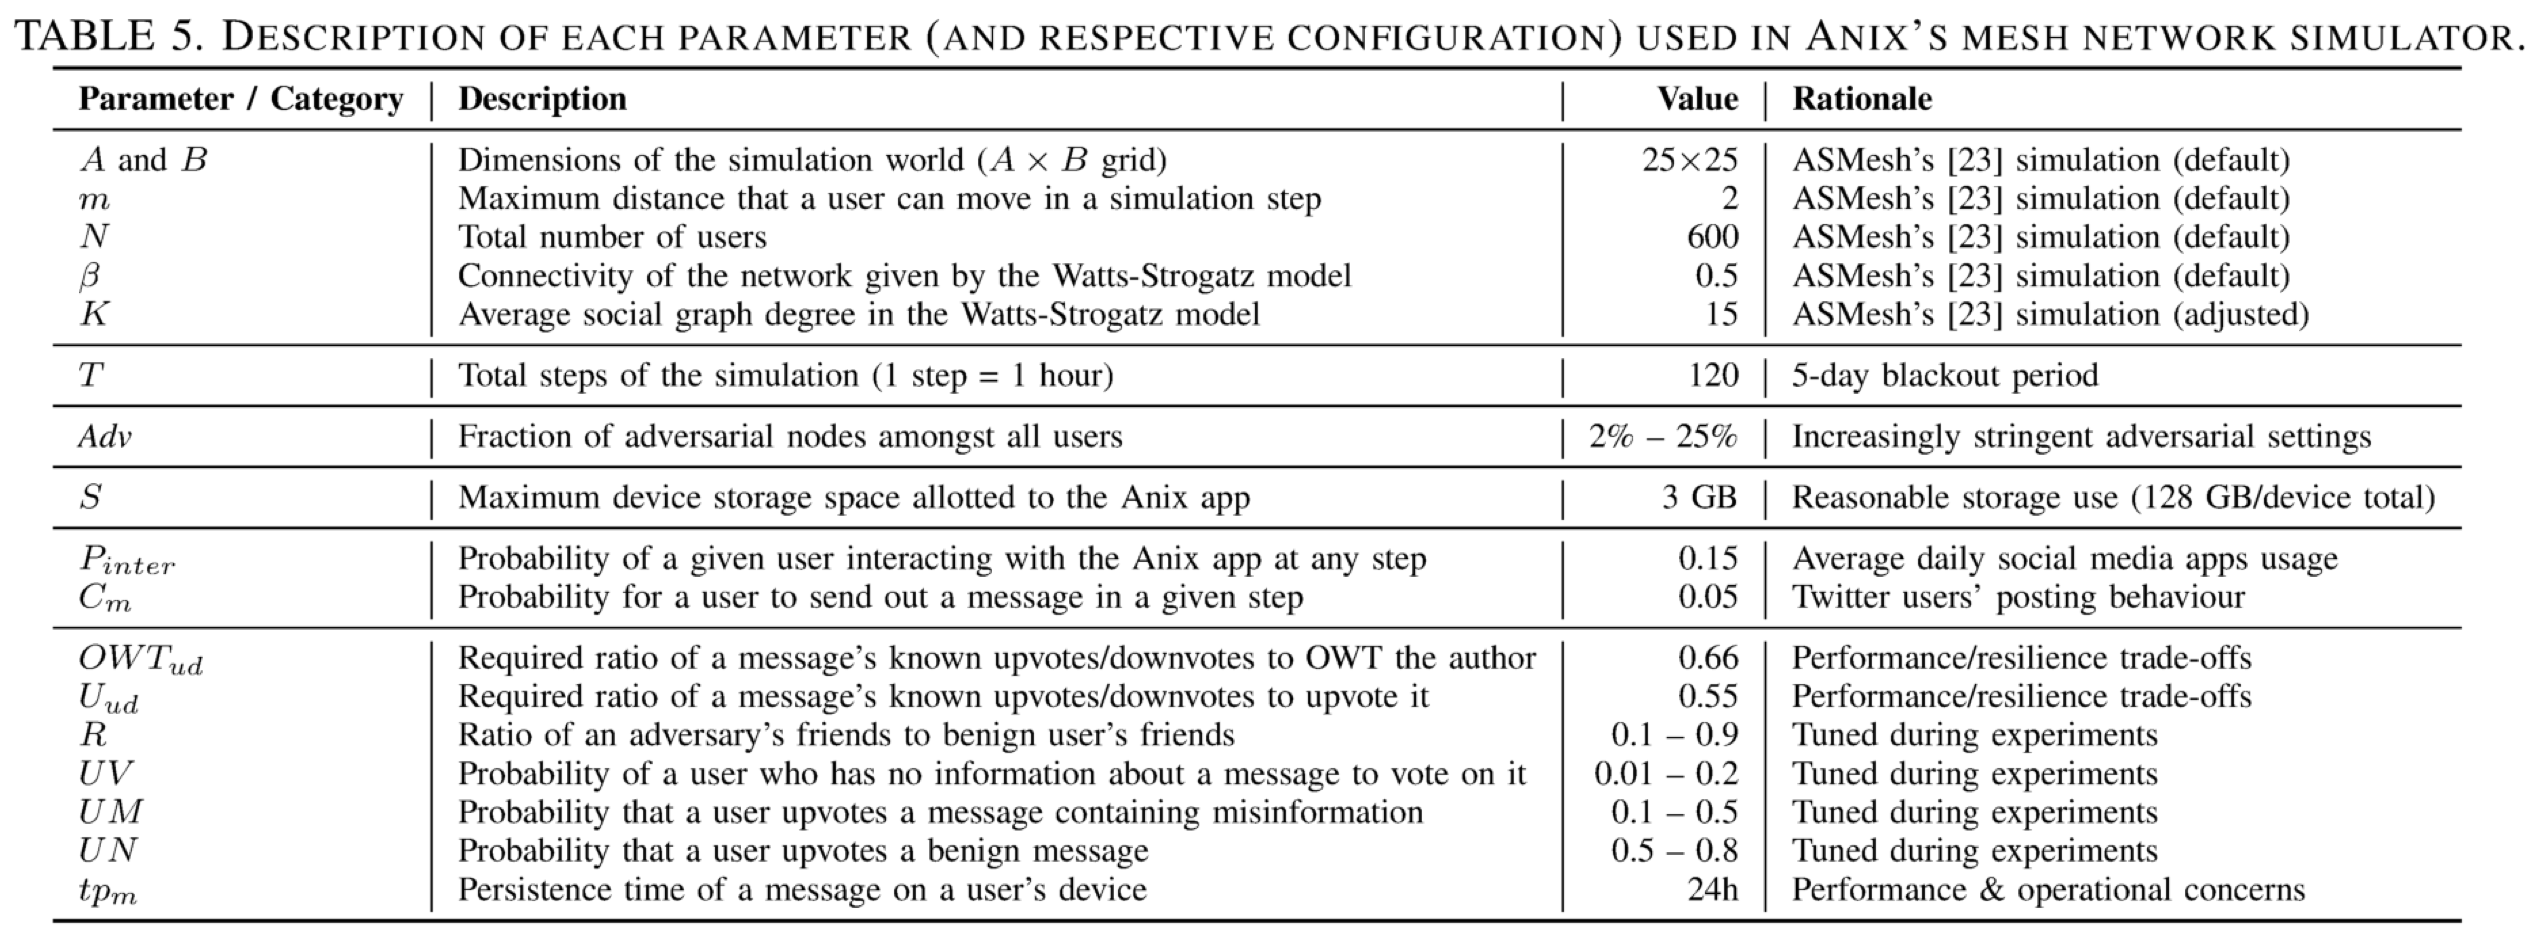 TABLE 5. DESCRIPTION OF EACH PARAMETER (AND RESPECTIVE CONFIGURATION) USED IN ANIX'S MESH NETWORK SIMULATOR.
Parameter / Category | Description | Value | Rationale
A and B | Dimensions of the simulation world (A × B grid) | 25×25 | ASMesh's [23] simulation (default)
m | Maximum distance that a user can move in a simulation step | 2 | ASMesh's [23] simulation (default)
N | Total number of users | 600 | ASMesh's [23] simulation (default)
β | Connectivity of the network given by the Watts-Strogatz model | 0.5 | ASMesh's [23] simulation (default)
K | Average social graph degree in the Watts-Strogatz model | 15 | ASMesh's [23] simulation (adjusted)
T | Total steps of the simulation (1 step = 1 hour) | 120 | 5-day blackout period
Adv | Fraction of adversarial nodes amongst all users | 2% – 25% | Increasingly stringent adversarial settings
S | Maximum device storage space allotted to the Anix app | 3 GB | Reasonable storage use (128 GB/device total)
P_inter | Probability of a given user interacting with the Anix app at any step | 0.15 | Average daily social media apps usage
C_m | Probability for a user to send out a message in a given step | 0.05 | Twitter users' posting behaviour
OWT_ud | Required ratio of a message's known upvotes/downvotes to OWT the author | 0.66 | Performance/resilience trade-offs
U_ud | Required ratio of a message's known upvotes/downvotes to upvote it | 0.55 | Performance/resilience trade-offs
R | Ratio of an adversary's friends to benign user's friends | 0.1 – 0.9 | Tuned during experiments
UV | Probability of a user who has no information about a message to vote on it | 0.01 – 0.2 | Tuned during experiments
UM | Probability that a user upvotes a message containing misinformation | 0.1 – 0.5 | Tuned during experiments
UN | Probability that a user upvotes a benign message | 0.5 – 0.8 | Tuned during experiments
tp_m | Persistence time of a message on a user's device | 24h | Performance & operational concerns